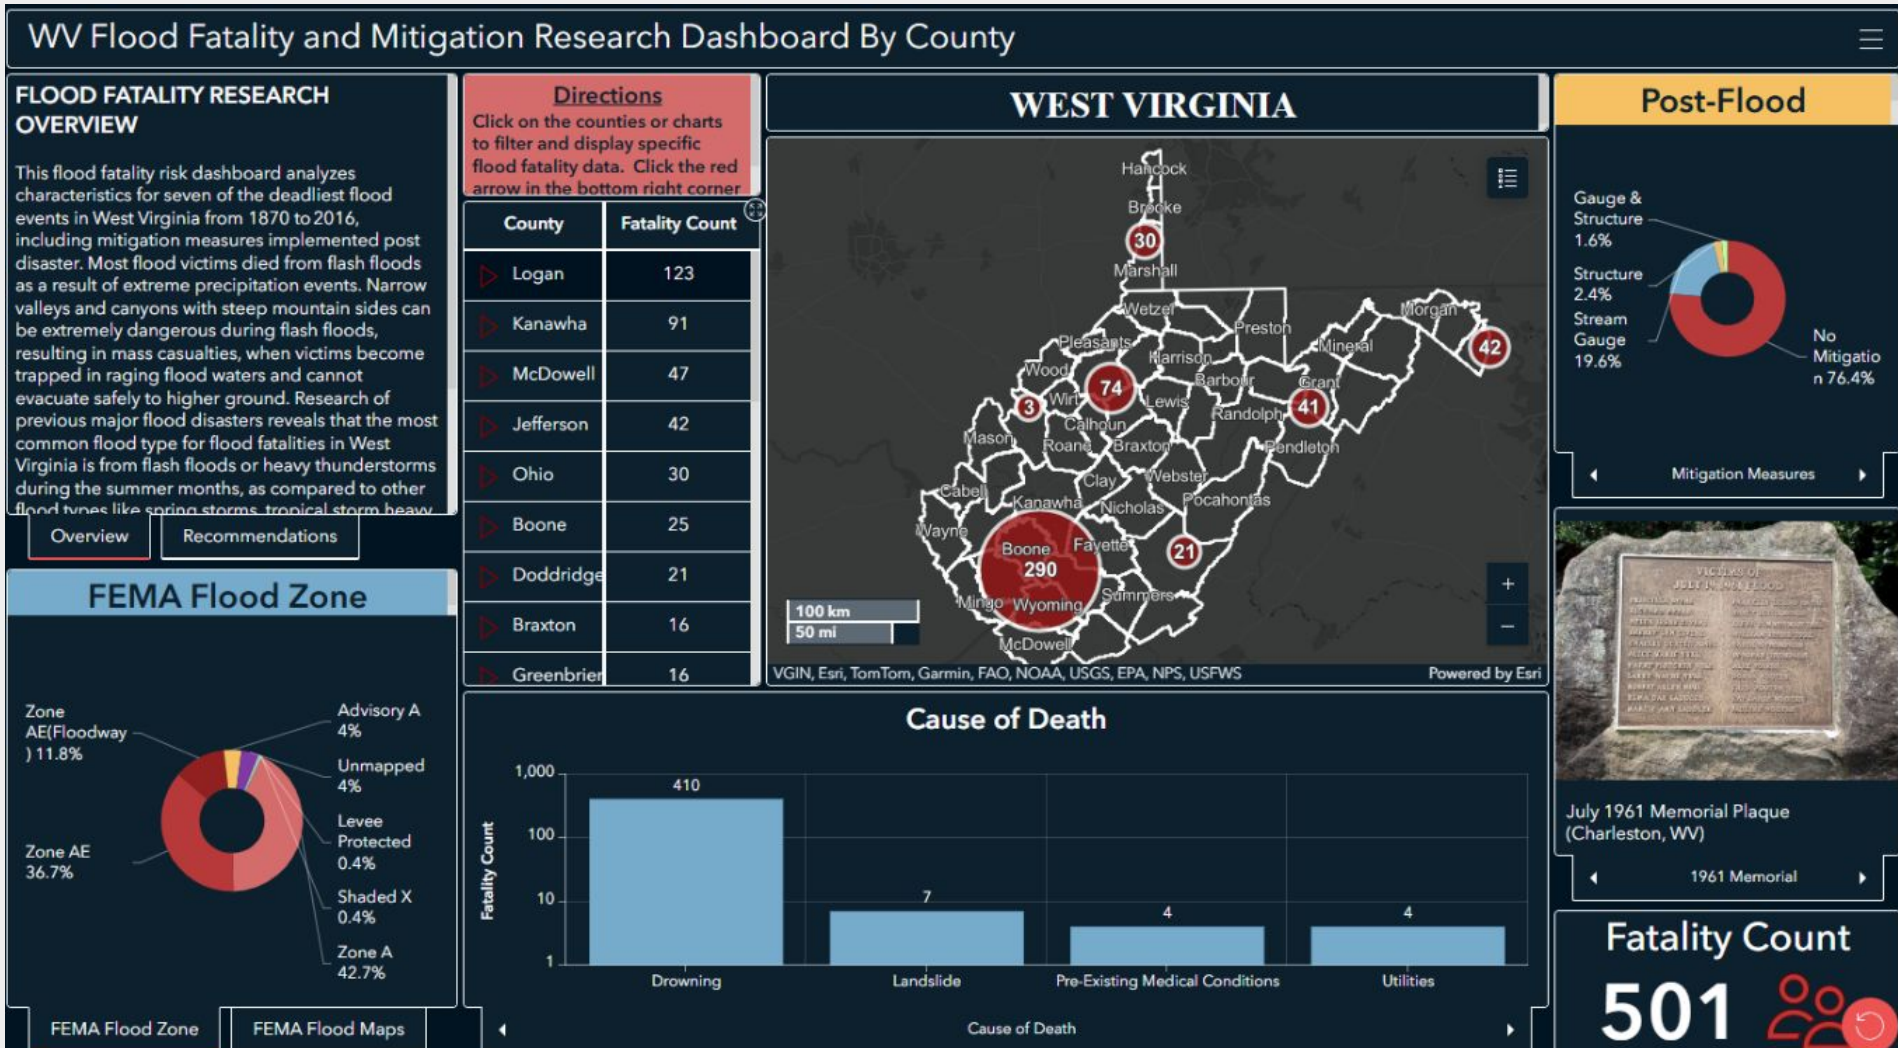 WV Flood Fatality and Mitigation Research Dashboard By County
FLOOD FATALITY RESEARCH
OVERVIEW
This flood fatality risk dashboard analyzes
characteristics for seven of the deadliest flood
events in West Virginia from 1870 to 2016,
including mitigation measures implemented post
disaster. Most flood victims died from flash floods
as a result of extreme precipitation events. Narrow
valleys and canyons with steep mountain sides can
be extremely dangerous during flash floods,
resulting in mass casualties, when victims become
trapped in raging flood waters and cannot
evacuate safely to higher ground. Research of
previous major flood disasters reveals that the most
common flood type for flood fatalities in West
Virginia is from flash floods or heavy thunderstorms
during the summer months, as compared to other
flood types like spring storms, tropical storm heavy
Overview
Recommendations
FEMA Flood Zone
Zone
AE(Floodway
) 11.8%
Zone AE
36.7%
Advisory A
4%
Unmapped
4%
Levee
Protected
0.4%
Shaded X
0.4%
Zone A
42.7%
FEMA Flood Zone
FEMA Flood Maps
Directions
Click on the counties or charts
to filter and display specific
flood fatality data. Click the red
arrow in the bottom right corner
County Fatality Count
Logan 123
Kanawha 91
McDowell 47
Jefferson 42
Ohio 30
Boone 25
Doddridge 21
Braxton 16
Greenbrier 16
WEST VIRGINIA
Hancock
Brooke
30
Marshall
Wetzel
Morgan
Preston
Pleasants
Mineral
42
Harrison
Wood
Barbour
Grant
74
Wirt
Lewis
3
Randolph
41
Calhoun
Mason
Roane
Braxton
Pendleton
Clay
Webster
Cabell
Kanawha
Nicholas
Pocahontas
Wayne
Boone
Fayette
21
290
Mingo
Wyoming
Summers
McDowell
100 km
50 mi
+
−
VGIN, Esri, TomTom, Garmin, FAO, NOAA, USGS, EPA, NPS, USFWS
Powered by Esri
Cause of Death
Fatality Count
1,000
100
10
1
410
7
4
4
Drowning
Landslide
Pre-Existing Medical Conditions
Utilities
Cause of Death
Post-Flood
Gauge &
Structure
1.6%
Structure
2.4%
Stream
Gauge
19.6%
No
Mitigatio
n 76.4%
Mitigation Measures
VICTIMS OF
July 1961 Memorial Plaque
(Charleston, WV)
1961 Memorial
Fatality Count
501